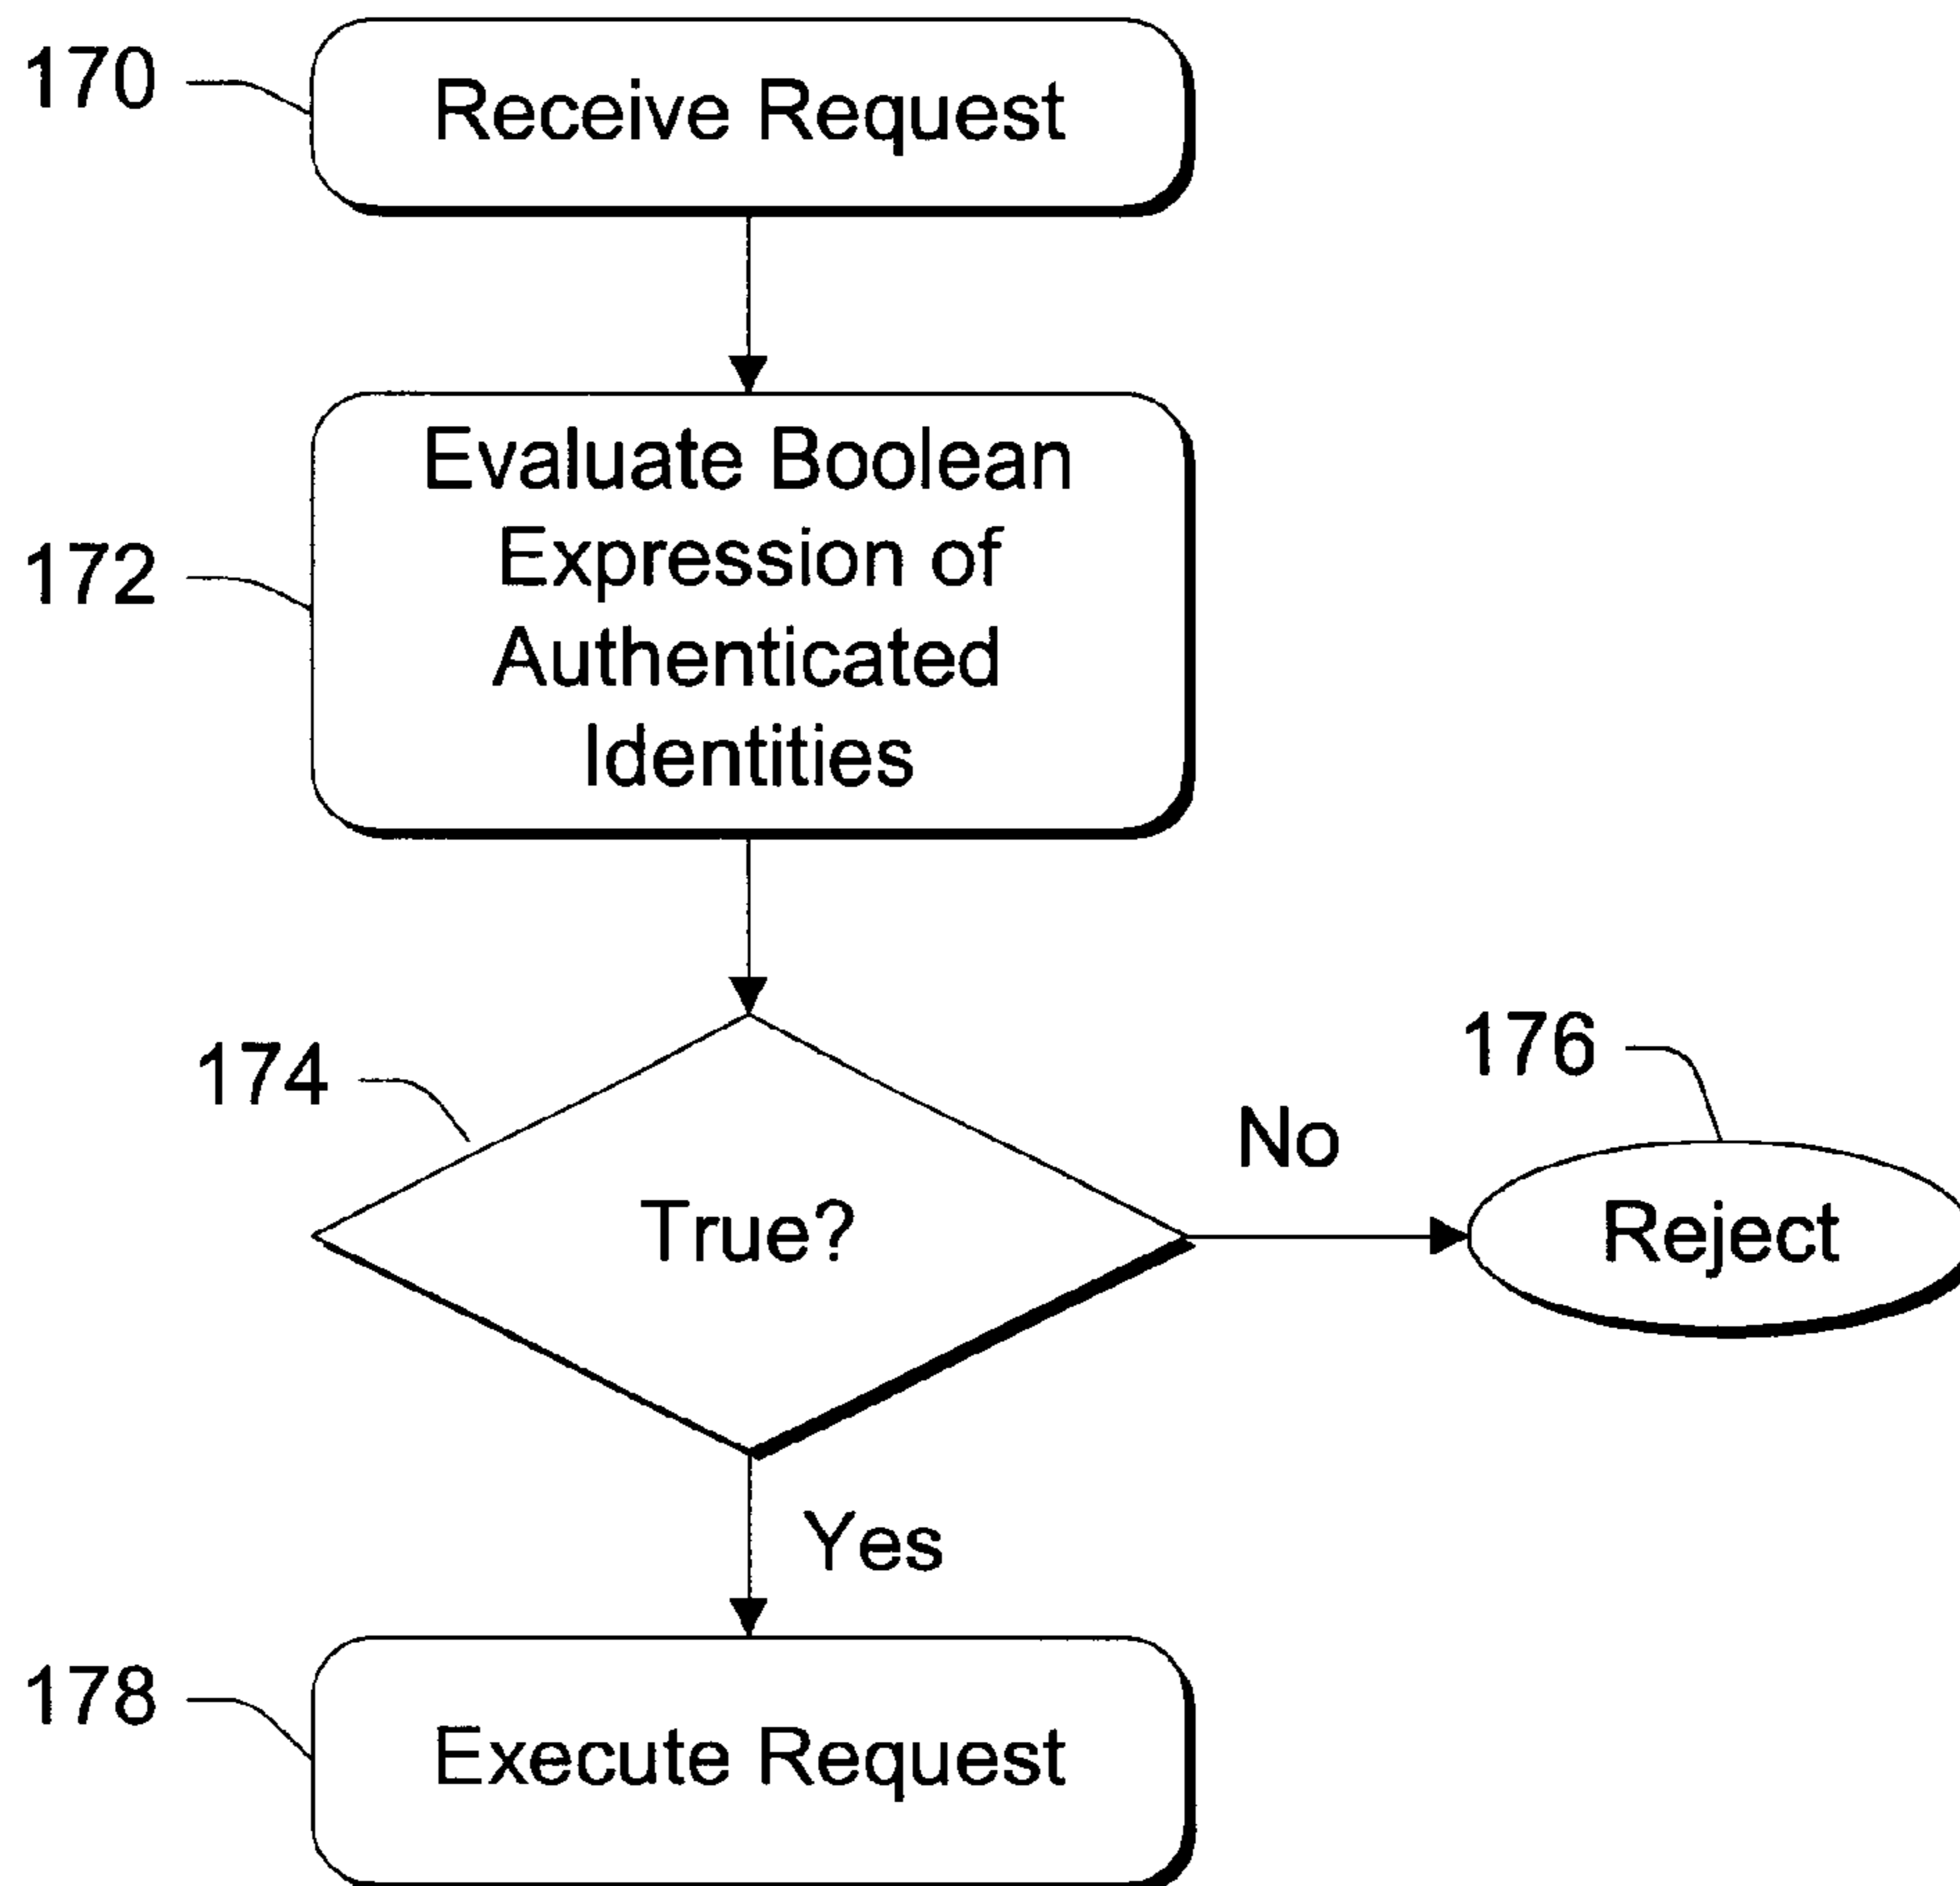 170
Receive Request
172
Evaluate Boolean
Expression of
Authenticated
Identities
174
True?
No
176
Reject
Yes
178
Execute Request